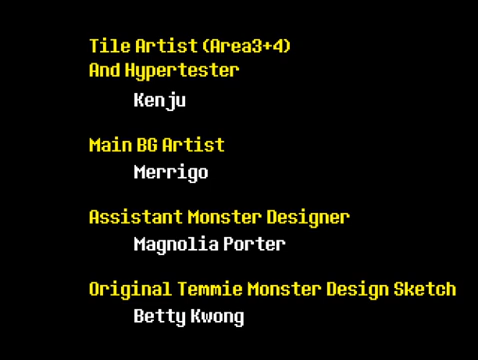 Tile Artist (Area3+4)
And Hypertester
Kenju
Main BG Artist
Merrigo
Assistant Monster Designer
Magnolia Porter
Original Temmie Monster Design Sketch
Betty Kwong